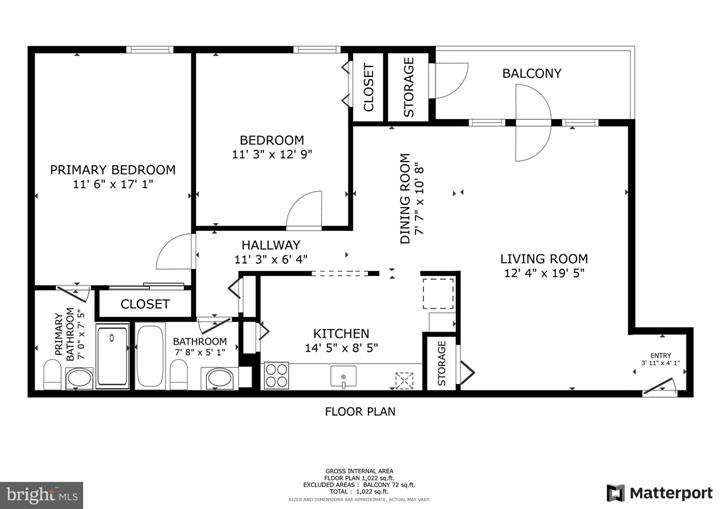 CLOSET
STORAGE
BALCONY
BEDROOM
11' 3" x 12' 9"
PRIMARY BEDROOM
11' 6" x 17' 1"
DINING ROOM
7' 7" x 10' 8"
HALLWAY
11' 3" x 6' 4"
LIVING ROOM
12' 4" x 19' 5"
CLOSET
PRIMARY
BATHROOM
7' 0" x 7' 5"
BATHROOM
7' 8" x 5' 1"
KITCHEN
14' 5" x 8' 5"
STORAGE
ENTRY
3' 11" x 4' 1"
FLOOR PLAN
GROSS INTERNAL AREA
FLOOR PLAN 1,022 sq.ft.
EXCLUDED AREAS : BALCONY 72 sq.ft.
TOTAL : 1,022 sq.ft.
SIZES AND DIMENSIONS ARE APPROXIMATE, ACTUAL MAY VARY.
bright MLS
Matterport